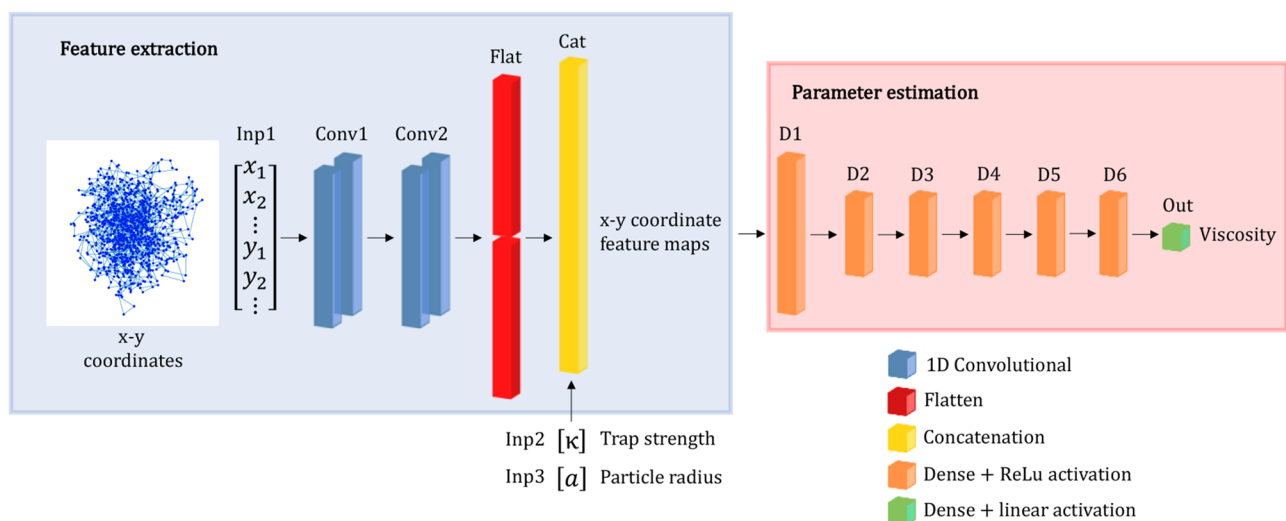 Feature extraction
Flat
Cat
Inp1
Conv1
Conv2
x₁
x₂
⋮
y₁
y₂
⋮
x-y
coordinates
x-y coordinate
feature maps
Inp2 [κ] Trap strength
Inp3 [a] Particle radius
Parameter estimation
D1
D2
D3
D4
D5
D6
Out
Viscosity
1D Convolutional
Flatten
Concatenation
Dense + ReLu activation
Dense + linear activation